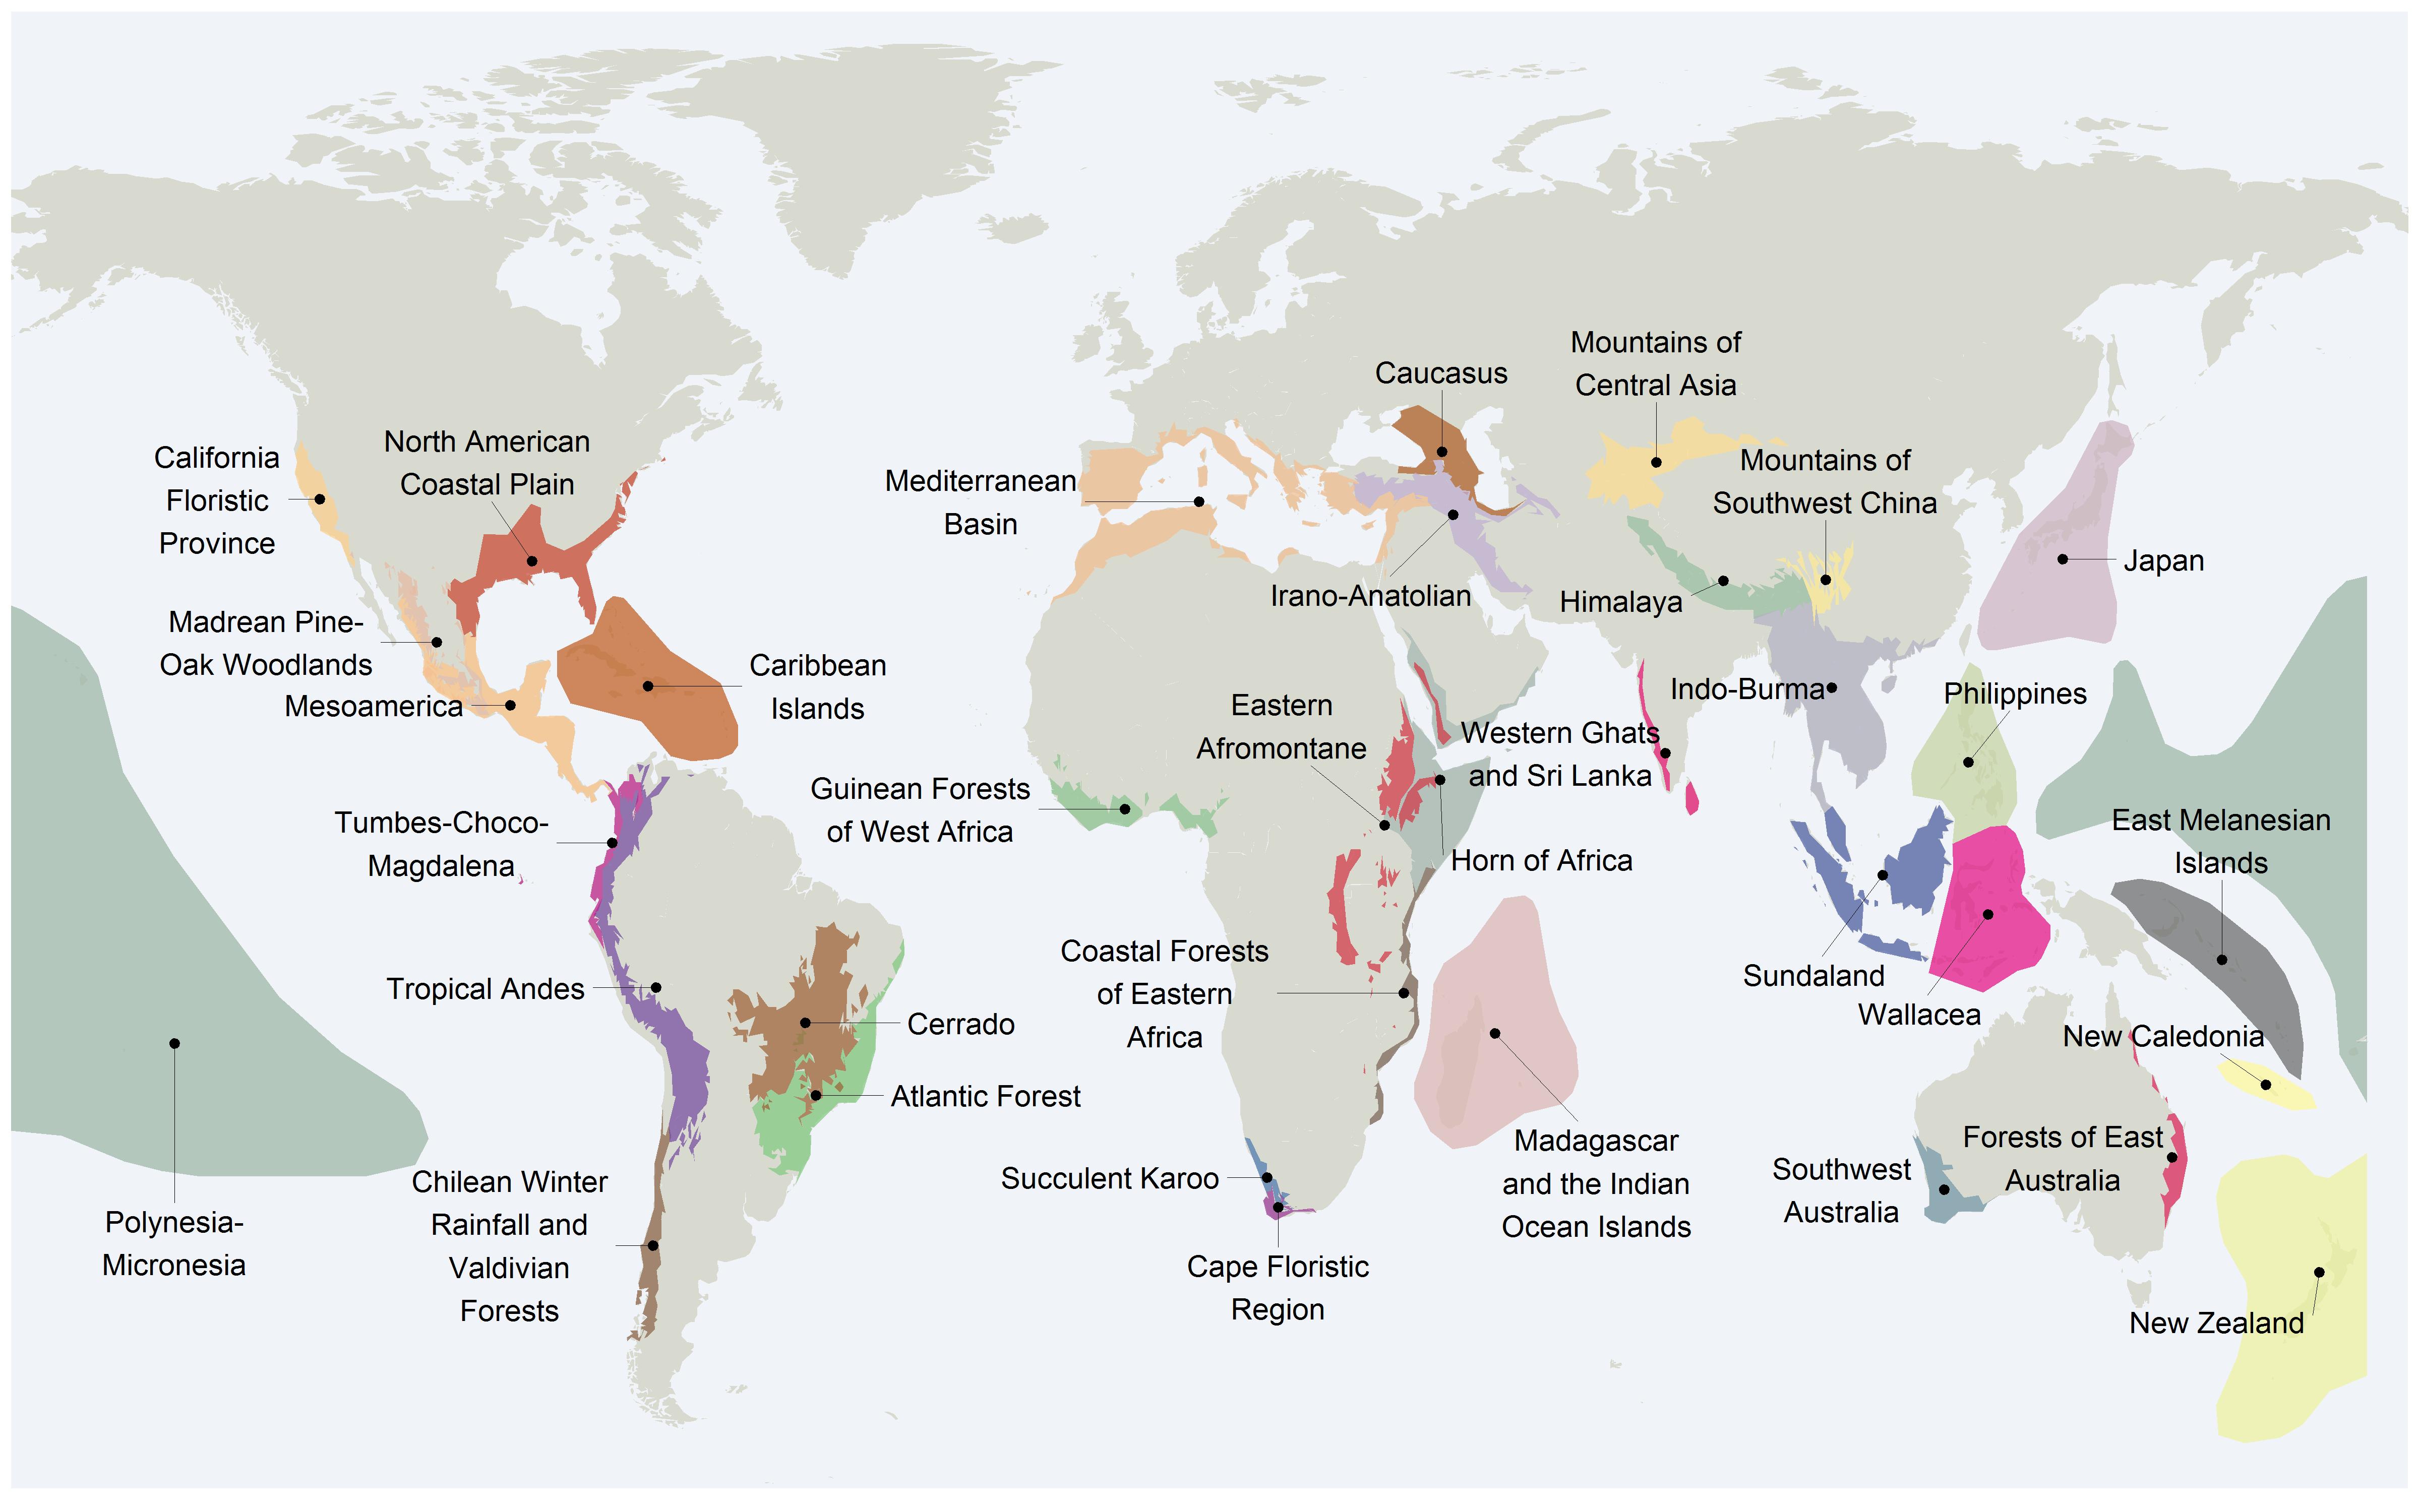 Mountains of
Central Asia
Caucasus
North American
Coastal Plain
California
Floristic
Province
Mediterranean
Basin
Mountains of
Southwest China
Japan
Irano-Anatolian
Himalaya
Madrean Pine-
Oak Woodlands
Mesoamerica
Caribbean
Islands
Indo-Burma
Philippines
Eastern
Afromontane
Western Ghats
and Sri Lanka
Guinean Forests
of West Africa
Tumbes-Choco-
Magdalena
Horn of Africa
East Melanesian
Islands
Tropical Andes
Cerrado
Coastal Forests
of Eastern
Africa
Sundaland
Wallacea
New Caledonia
Atlantic Forest
Madagascar
and the Indian
Ocean Islands
Forests of East
Australia
Southwest
Australia
Succulent Karoo
Chilean Winter
Rainfall and
Valdivian
Forests
Polynesia-
Micronesia
Cape Floristic
Region
New Zealand